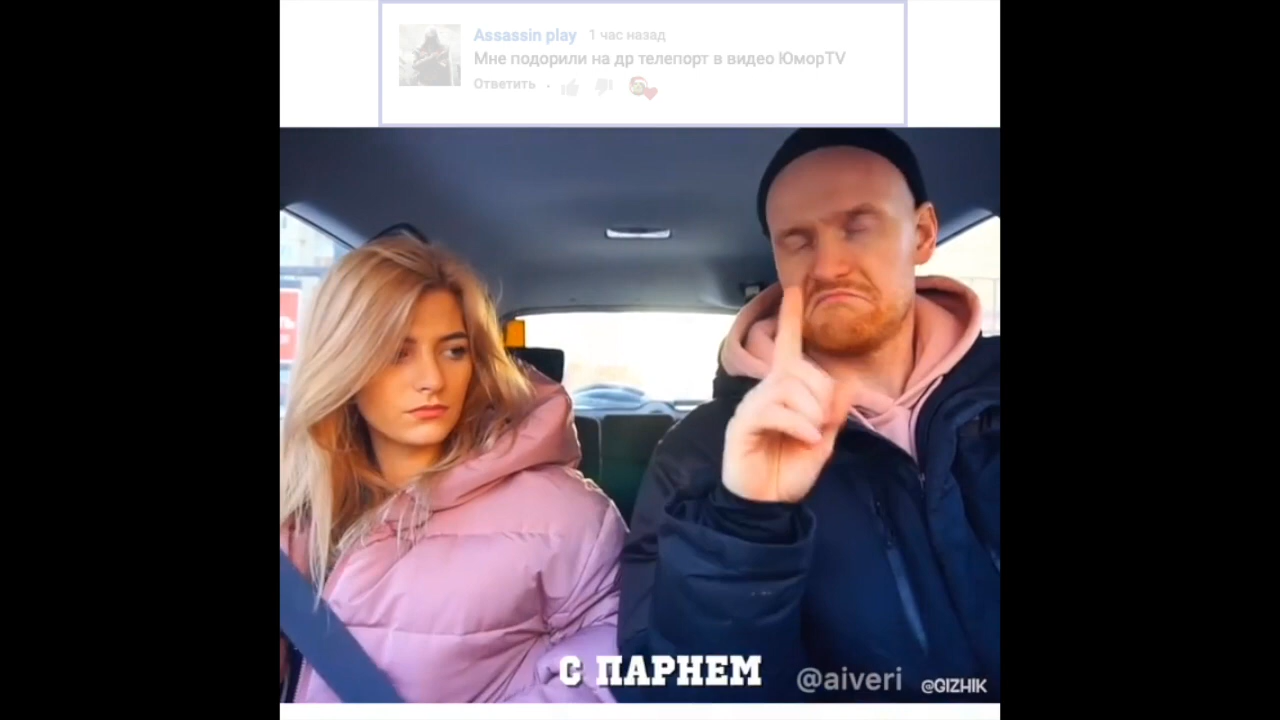 Assassin play 1 час назад
Мне подорили на др телепорт в видео ЮморTV
Ответить
С ПАРНЕМ
@aiveri
@GIZHIK